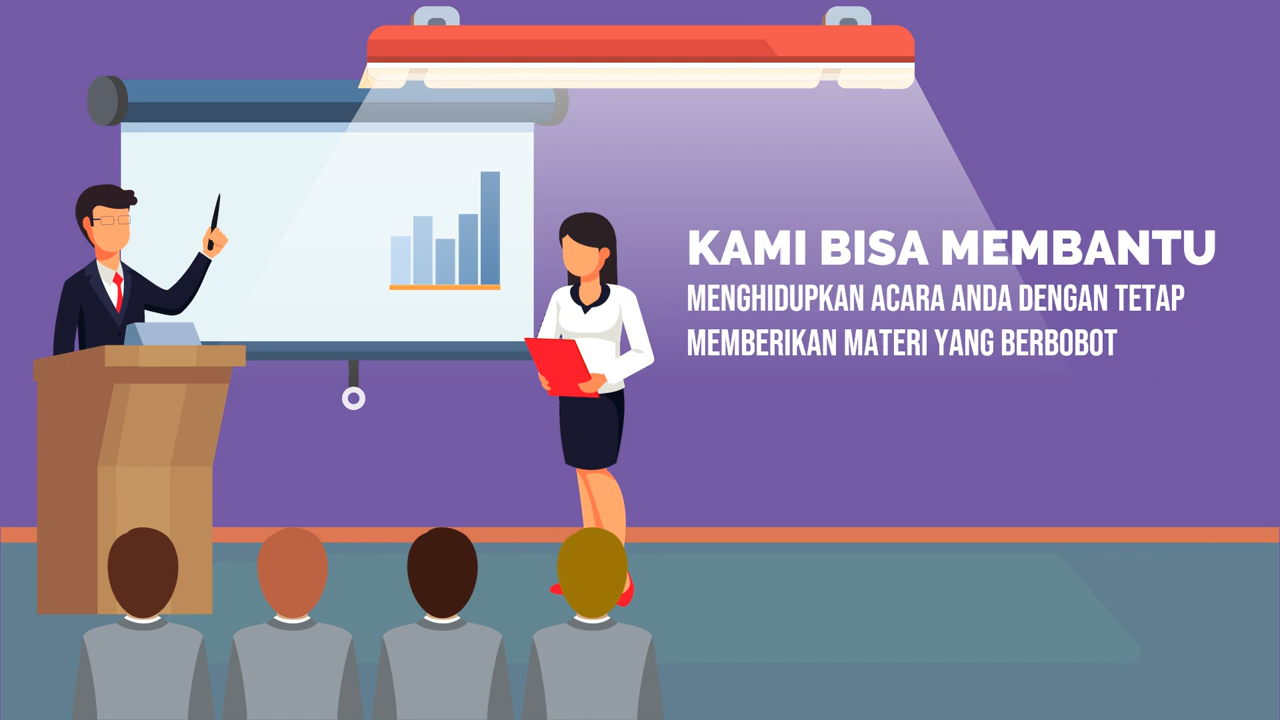 KAMI BISA MEMBANTU
MENGHIDUPKAN ACARA ANDA DENGAN TETAP
MEMBERIKAN MATERI YANG BERBOBOT